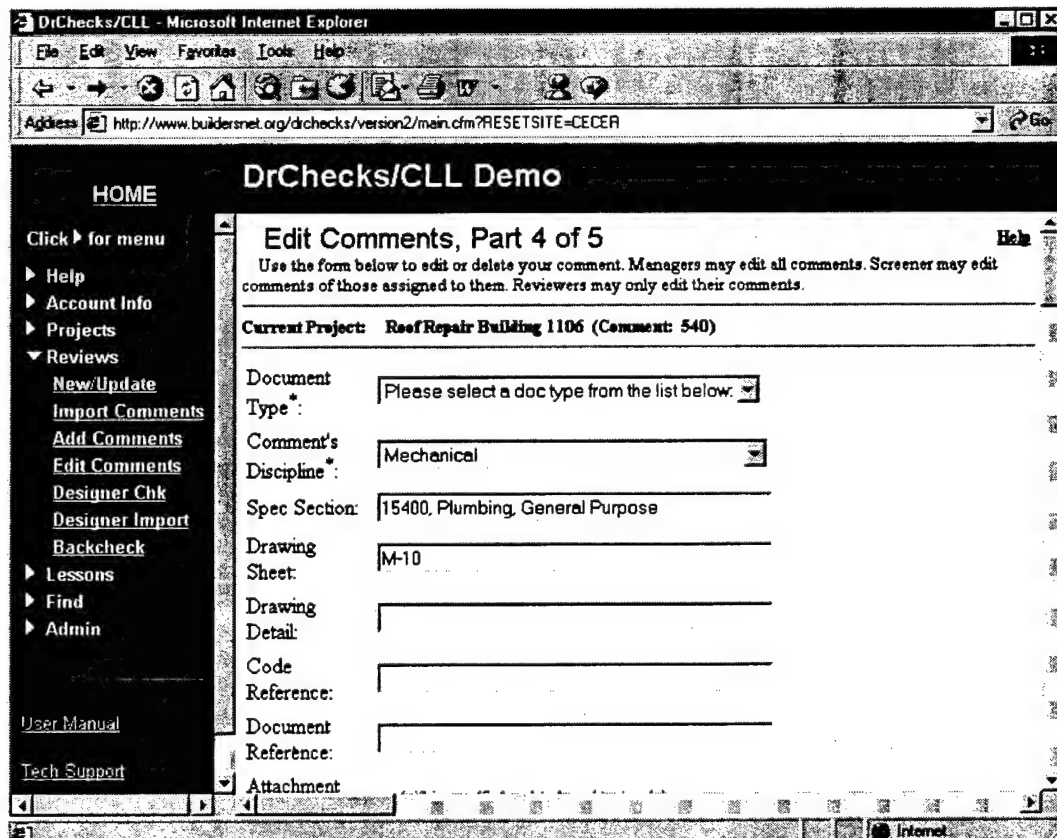 DrChecks/CLL - Microsoft Internet Explorer
File Edit View Favorites Tools Help
Address http://www.buildersnet.org/drchecks/version2/main.cfm?RESETSITE=CECER Go
HOME
DrChecks/CLL Demo
Click for menu
Help
Account Info
Projects
Reviews
New/Update
Import Comments
Add Comments
Edit Comments
Designer Chk
Designer Import
Backcheck
Lessons
Find
Admin
User Manual
Tech Support
Edit Comments, Part 4 of 5
Help
Use the form below to edit or delete your comment. Managers may edit all comments. Screener may edit
comments of those assigned to them. Reviewers may only edit their comments.
Current Project: Roof Repair Building 1106 (Comment: 540)
Document
Type*:
Please select a doc type from the list below:
Comment's
Discipline*:
Mechanical
Spec Section: 15400, Plumbing, General Purpose
Drawing
Sheet:
M-10
Drawing
Detail:
Code
Reference:
Document
Reference:
Attachment
Internet